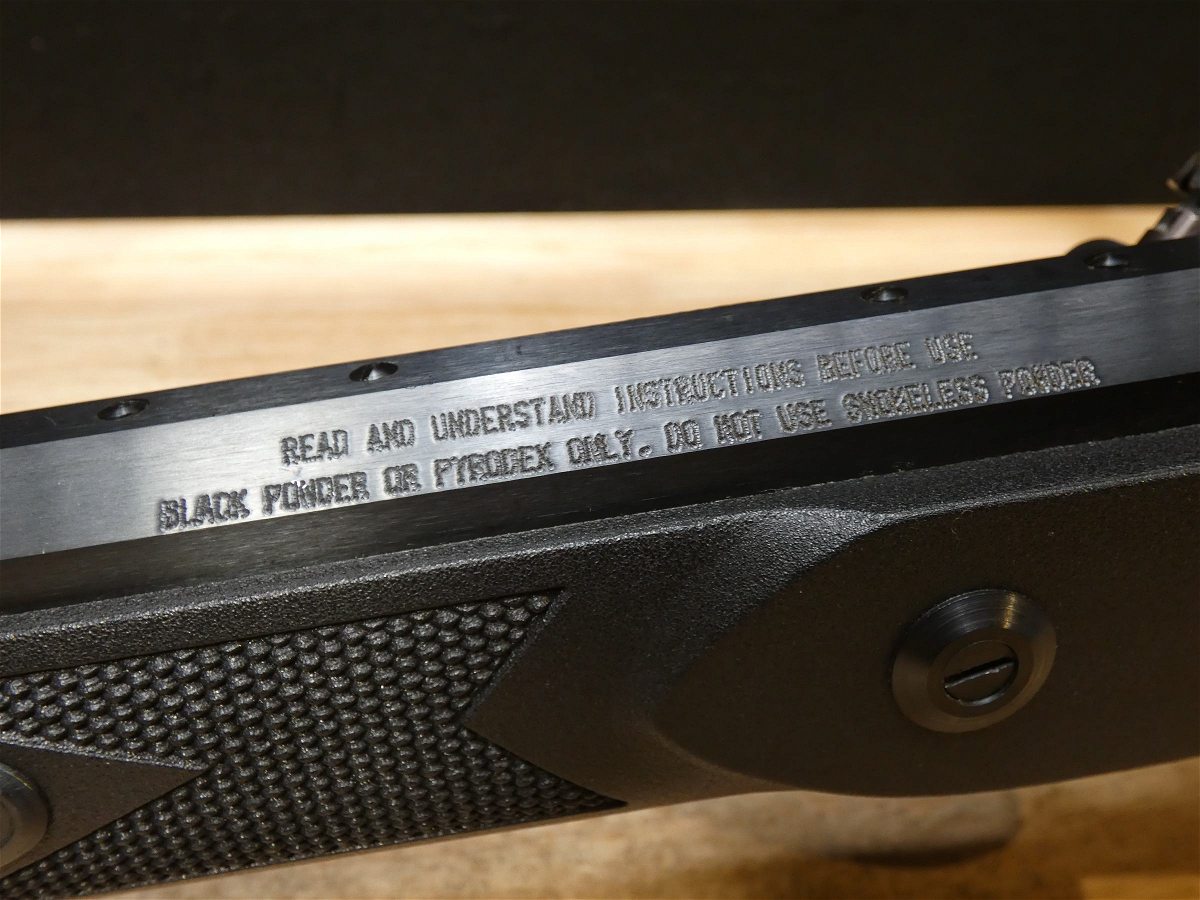 READ AND UNDERSTAND INSTRUCTIONS BEFORE USE
BLACK POWDER OR PYRODEX ONLY. DO NOT USE SMOKELESS POWDER